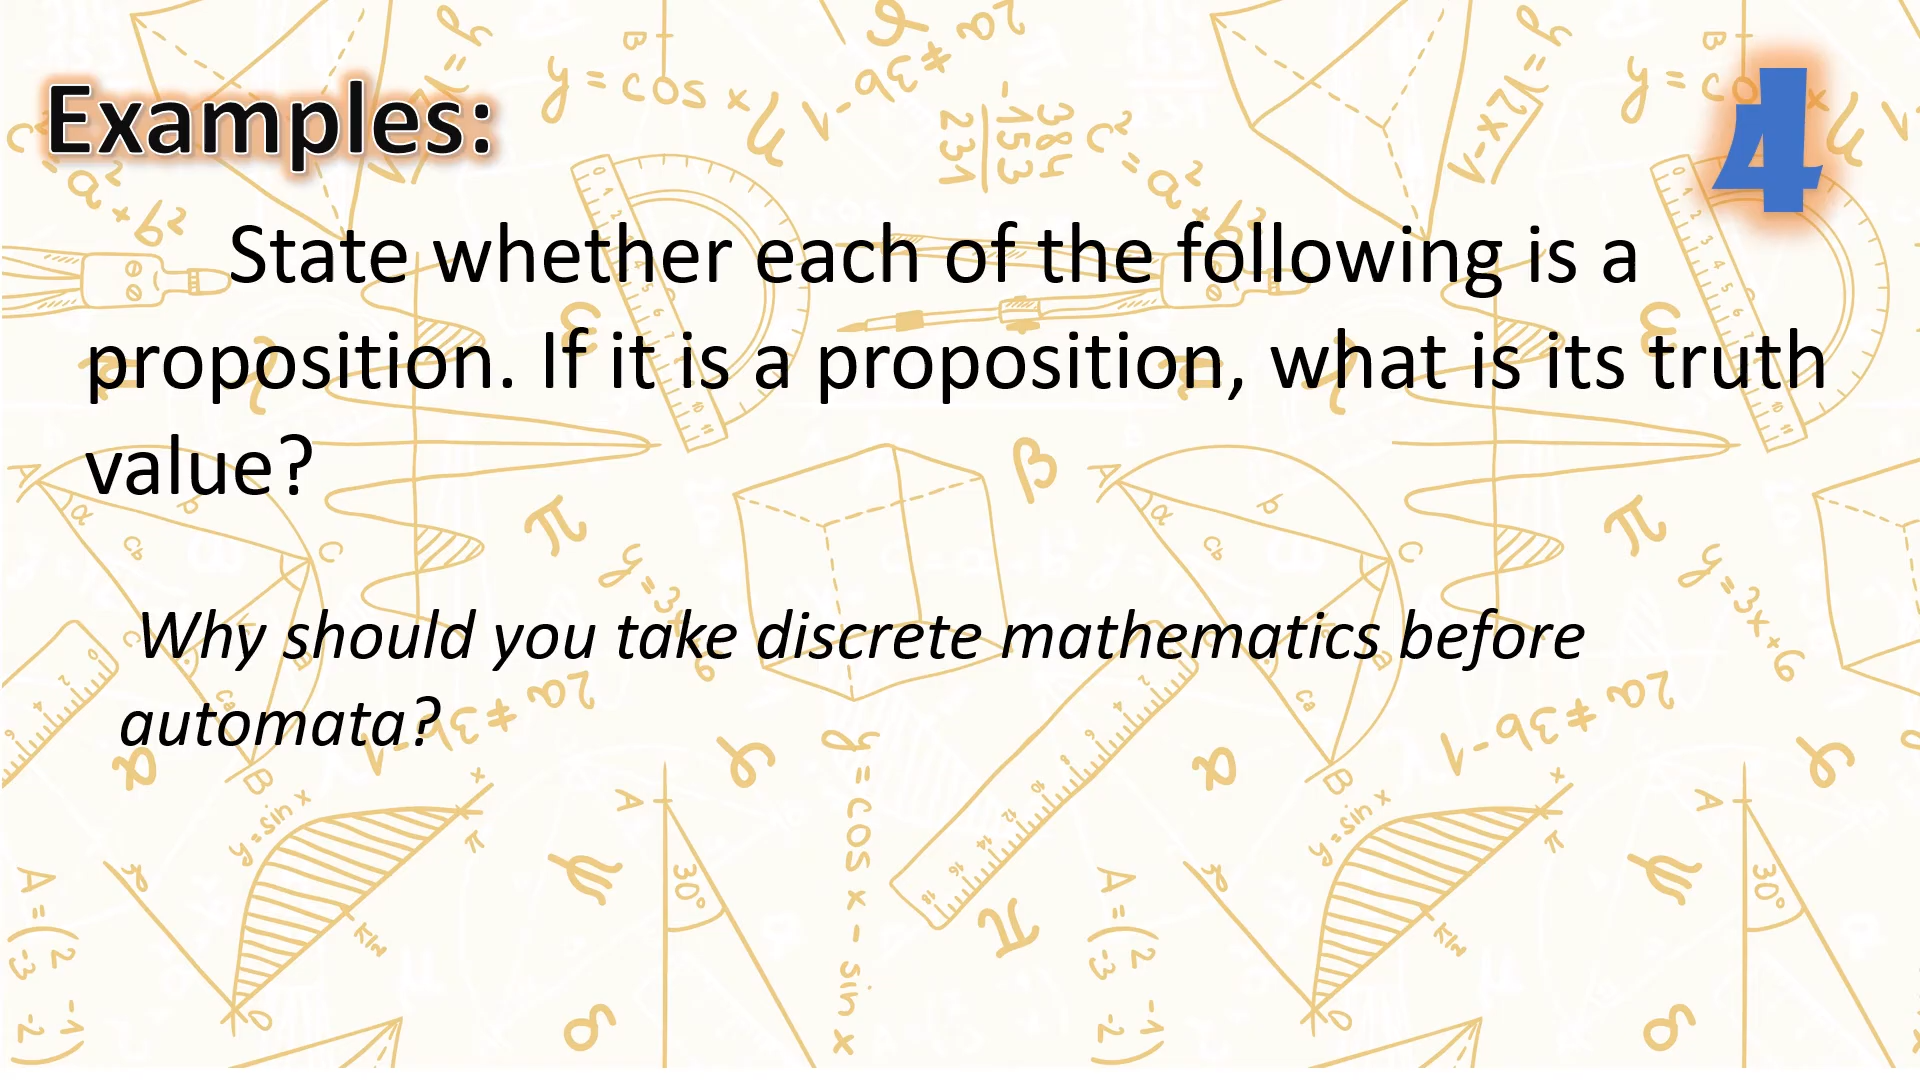 Examples:
4
State whether each of the following is a
proposition. If it is a proposition, what is its truth
value?
Why should you take discrete mathematics before
automata?